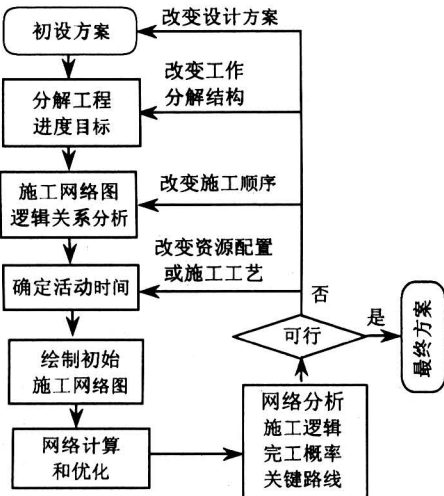 初设方案
改变设计方案
分解工程
进度目标
改变工作
分解结构
施工网络图
逻辑关系分析
改变施工顺序
确定活动时间
改变资源配置
或施工工艺
否
可行
是
最终方案
绘制初始
施工网络图
网络计算
和优化
网络分析
施工逻辑
完工概率
关键路线